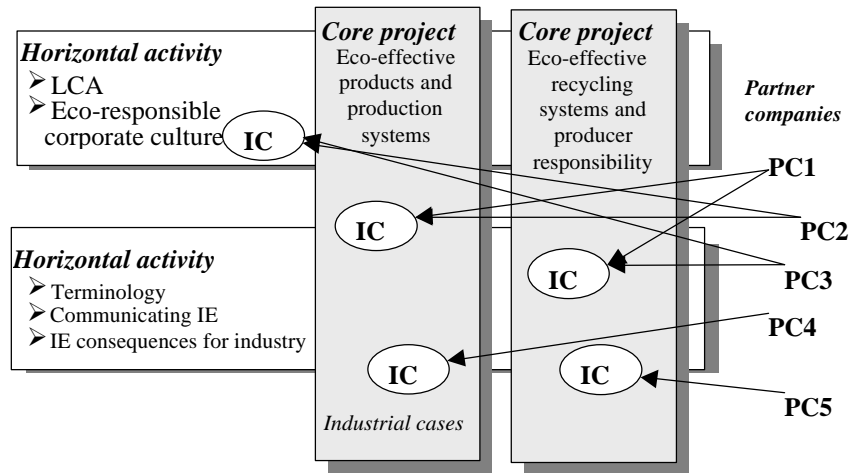 Horizontal activity
➢ LCA
➢ Eco-responsible
corporate culture
IC
Core project
Eco-effective
products and
production
systems
Core project
Eco-effective
recycling
systems and
producer
responsibility
Partner
companies
PC1
PC2
PC3
PC4
PC5
IC
IC
Horizontal activity
➢ Terminology
➢ Communicating IE
➢ IE consequences for industry
IC
IC
Industrial cases